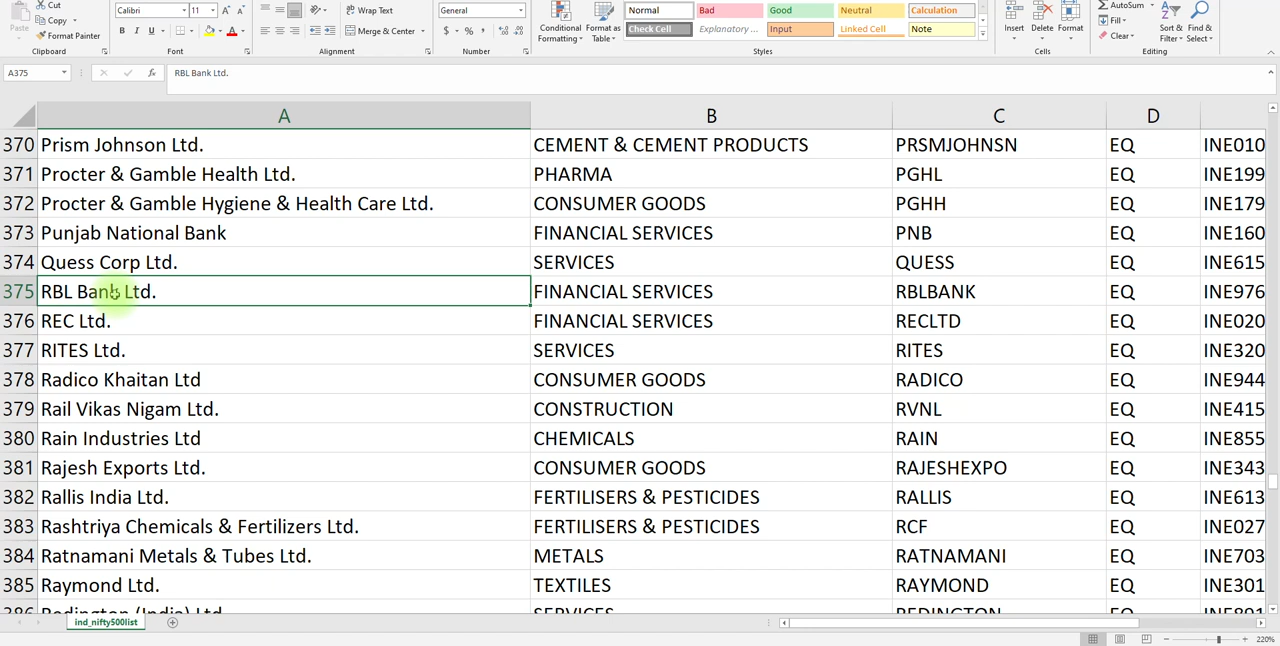 Cut
Calibri 11 A A General Normal Bad Good Neutral Calculation AutoSum
Copy Wrap Text
Paste B I U A Merge & Center $ % , Conditional Format as Check Cell Explanatory ... Input Linked Cell Note Insert Delete Format Fill Sort & Find &
Format Painter Formatting Table Clear Filter Select
Clipboard Font Alignment Number Styles Cells Editing
A375 fx RBL Bank Ltd.
A B C D
370 Prism Johnson Ltd. CEMENT & CEMENT PRODUCTS PRSMJOHNSN EQ INE010
371 Procter & Gamble Health Ltd. PHARMA PGHL EQ INE199
372 Procter & Gamble Hygiene & Health Care Ltd. CONSUMER GOODS PGHH EQ INE179
373 Punjab National Bank FINANCIAL SERVICES PNB EQ INE160
374 Quess Corp Ltd. SERVICES QUESS EQ INE615
375 RBL Bank Ltd. FINANCIAL SERVICES RBLBANK EQ INE976
376 REC Ltd. FINANCIAL SERVICES RECLTD EQ INE020
377 RITES Ltd. SERVICES RITES EQ INE320
378 Radico Khaitan Ltd CONSUMER GOODS RADICO EQ INE944
379 Rail Vikas Nigam Ltd. CONSTRUCTION RVNL EQ INE415
380 Rain Industries Ltd CHEMICALS RAIN EQ INE855
381 Rajesh Exports Ltd. CONSUMER GOODS RAJESHEXPO EQ INE343
382 Rallis India Ltd. FERTILISERS & PESTICIDES RALLIS EQ INE613
383 Rashtriya Chemicals & Fertilizers Ltd. FERTILISERS & PESTICIDES RCF EQ INE027
384 Ratnamani Metals & Tubes Ltd. METALS RATNAMANI EQ INE703
385 Raymond Ltd. TEXTILES RAYMOND EQ INE301
386 Redington (India) Ltd. SERVICES REDINGTON EQ INE891
ind_nifty500list
220%